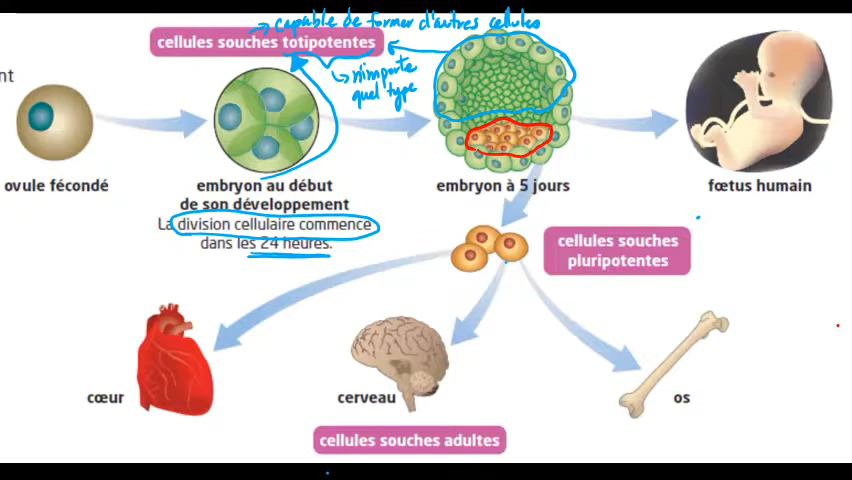 capable de former d'autres cellules
cellules souches totipotentes
n'importe
quel type
nt
ovule fécondé
embryon au début
de son développement
La division cellulaire commence
dans les 24 heures.
embryon à 5 jours
fœtus humain
cellules souches
pluripotentes
cœur
cerveau
os
cellules souches adultes